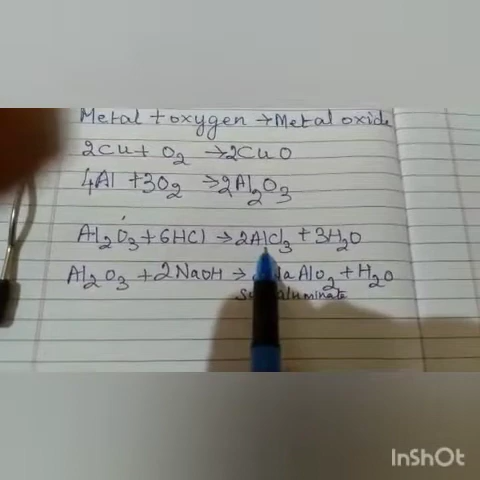 Metal + oxygen → Metal oxide
2Cu + O₂ → 2CuO
4Al + 3O₂ → 2Al₂O₃
Al₂O₃ + 6HCl → 2AlCl₃ + 3H₂O
Al₂O₃ + 2NaOH → NaAlO₂ + H₂O
aluminate
InShOt